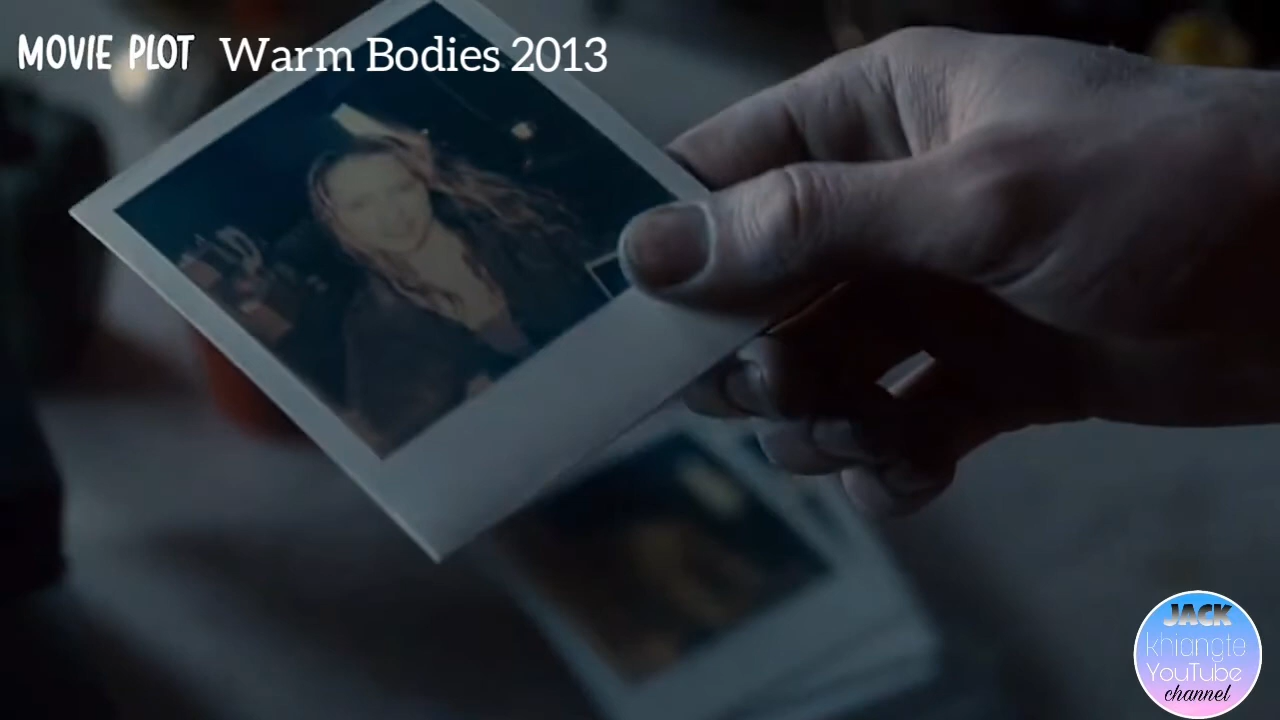 MOVIE PLOT Warm Bodies 2013
JACK
khiangte
YouTube
channel